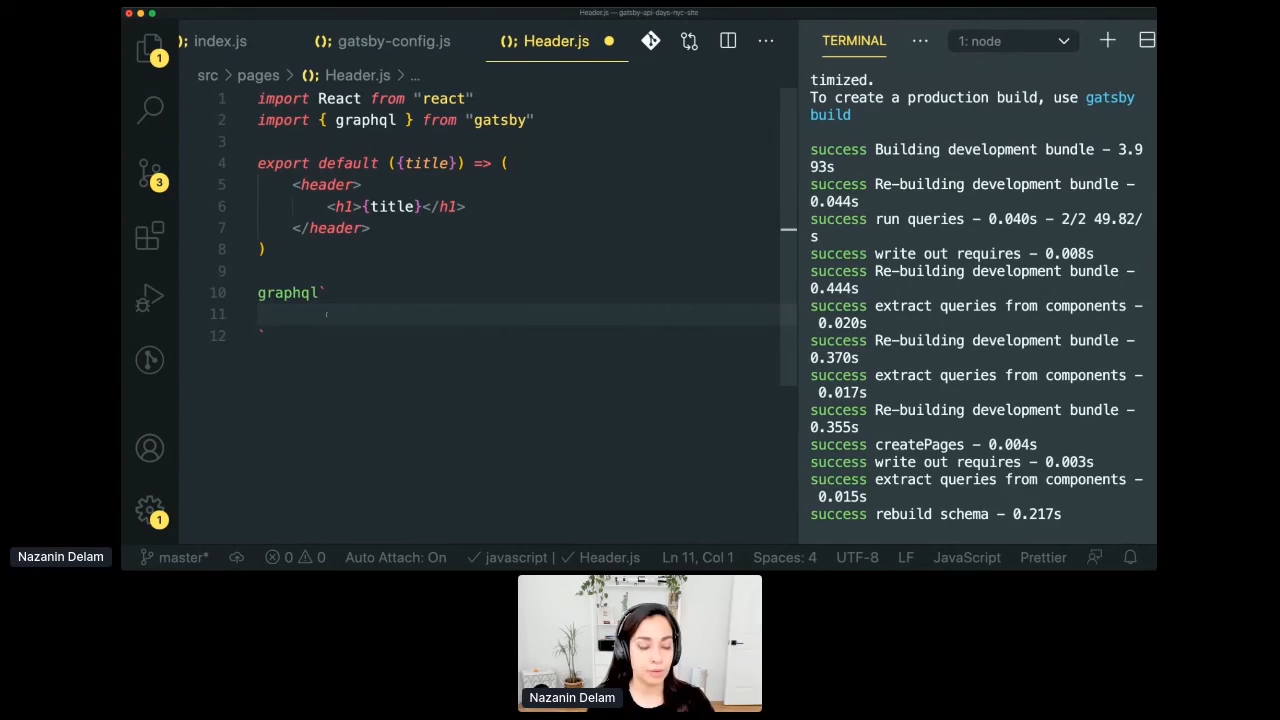 Header.js — gatsby-api-days-nyc-site
index.js
gatsby-config.js
Header.js
TERMINAL
1: node
src > pages > Header.js > ...
1 import React from "react"
2 import { graphql } from "gatsby"
3
4 export default ({title}) => (
5 <header>
6 <h1>{title}</h1>
7 </header>
8 )
9
10 graphql`
11
12 `
timized.
To create a production build, use gatsby
build
success Building development bundle – 3.9
93s
success Re-building development bundle –
0.044s
success run queries – 0.040s – 2/2 49.82/
s
success write out requires – 0.008s
success Re-building development bundle –
0.444s
success extract queries from components –
0.020s
success Re-building development bundle –
0.370s
success extract queries from components –
0.017s
success Re-building development bundle –
0.355s
success createPages – 0.004s
success write out requires – 0.003s
success extract queries from components –
0.015s
success rebuild schema – 0.217s
1
3
1
master* 0 0 Auto Attach: On ✓ javascript | ✓ Header.js Ln 11, Col 1 Spaces: 4 UTF-8 LF JavaScript Prettier
Nazanin Delam
Nazanin Delam